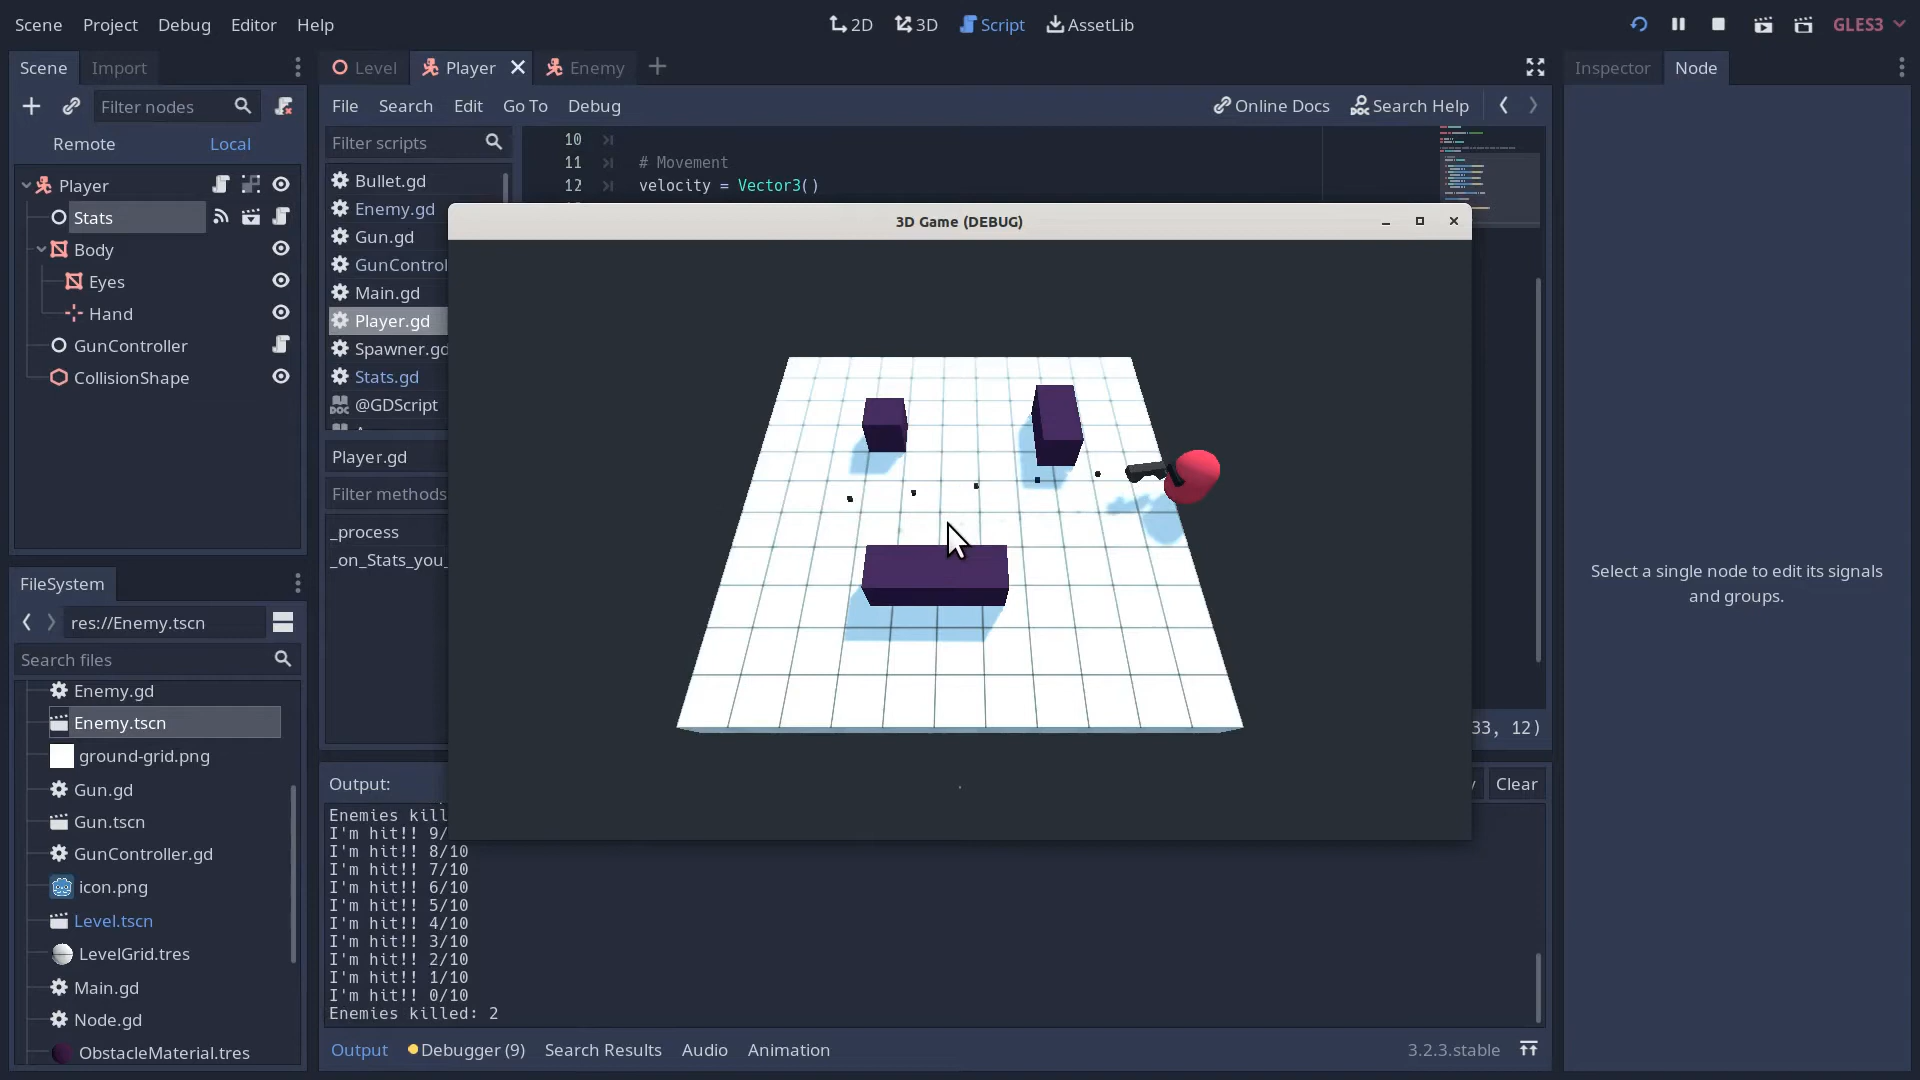 Scene Project Debug Editor Help 2D 3D Script AssetLib GLES3
Scene Import Level Player Enemy Inspector Node
Filter nodes File Search Edit Go To Debug Online Docs Search Help
Remote Local
Filter scripts
10
11 # Movement
12 velocity = Vector3()
Player
Stats
Body
Eyes
Hand
GunController
CollisionShape
Bullet.gd
Enemy.gd
Gun.gd
GunControl
Main.gd
Player.gd
Spawner.gd
Stats.gd
@GDScript
Player.gd
Filter methods
_process
_on_Stats_you_
3D Game (DEBUG)
Select a single node to edit its signals
and groups.
33, 12)
FileSystem
res://Enemy.tscn
Search files
Enemy.gd
Enemy.tscn
ground-grid.png
Gun.gd
Gun.tscn
GunController.gd
icon.png
Level.tscn
LevelGrid.tres
Main.gd
Node.gd
ObstacleMaterial.tres
Output: Clear
Enemies kill
I'm hit!! 9/
I'm hit!! 8/10
I'm hit!! 7/10
I'm hit!! 6/10
I'm hit!! 5/10
I'm hit!! 4/10
I'm hit!! 3/10
I'm hit!! 2/10
I'm hit!! 1/10
I'm hit!! 0/10
Enemies killed: 2
Output Debugger (9) Search Results Audio Animation 3.2.3.stable